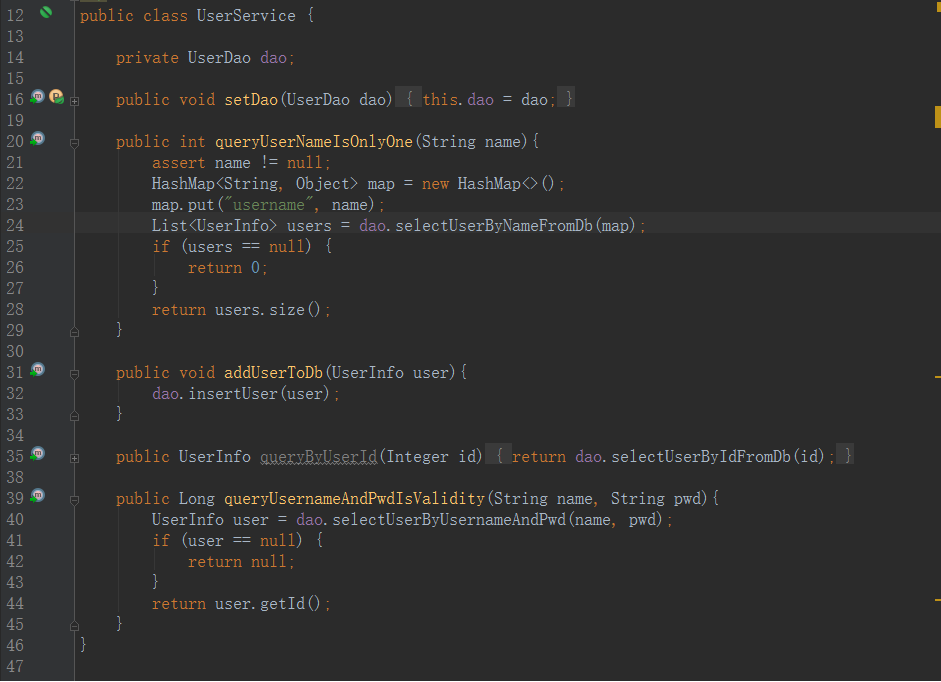 12 public class UserService {
13
14 private UserDao dao;
15
16 public void setDao(UserDao dao) { this.dao = dao; }
19
20 public int queryUserNameIsOnlyOne(String name){
21 assert name != null;
22 HashMap<String, Object> map = new HashMap<>();
23 map.put("username", name);
24 List<UserInfo> users = dao.selectUserByNameFromDb(map);
25 if (users == null) {
26 return 0;
27 }
28 return users.size();
29 }
30
31 public void addUserToDb(UserInfo user){
32 dao.insertUser(user);
33 }
34
35 public UserInfo queryByUserId(Integer id) { return dao.selectUserByIdFromDb(id); }
38
39 public Long queryUsernameAndPwdIsValidity(String name, String pwd){
40 UserInfo user = dao.selectUserByUsernameAndPwd(name, pwd);
41 if (user == null) {
42 return null;
43 }
44 return user.getId();
45 }
46 }
47